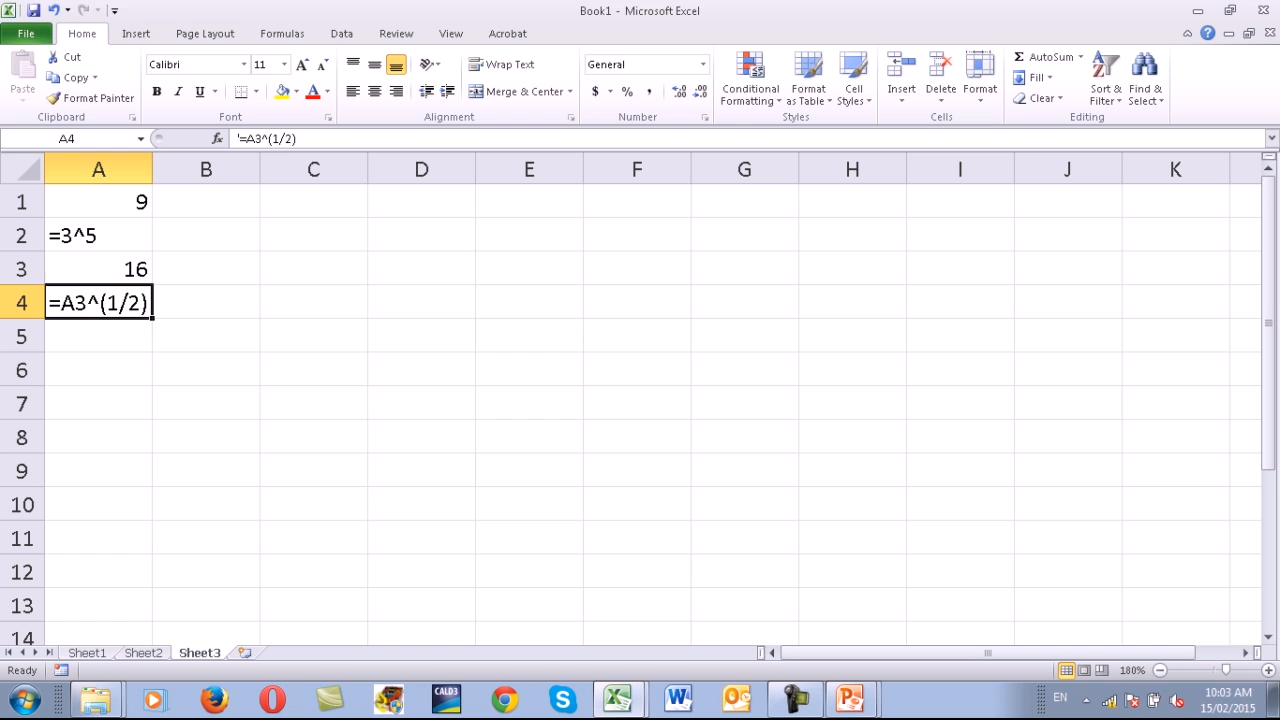 Book1 - Microsoft Excel
File Home Insert Page Layout Formulas Data Review View Acrobat
Paste
Cut
Copy
Format Painter
Clipboard
Calibri 11 A A
B I U A
Font
Wrap Text
Merge & Center
Alignment
General
$ % ,
Number
Conditional Formatting
Format as Table
Cell Styles
Styles
Insert Delete Format
Cells
Σ AutoSum
Fill
Clear
Sort & Filter
Find & Select
Editing
A4 fx '=A3^(1/2)
A B C D E F G H I J K
1 9
2 =3^5
3 16
4 =A3^(1/2)
5
6
7
8
9
10
11
12
13
14
Sheet1 Sheet2 Sheet3
Ready 180%
CALD3 EN 10:03 AM
15/02/2015